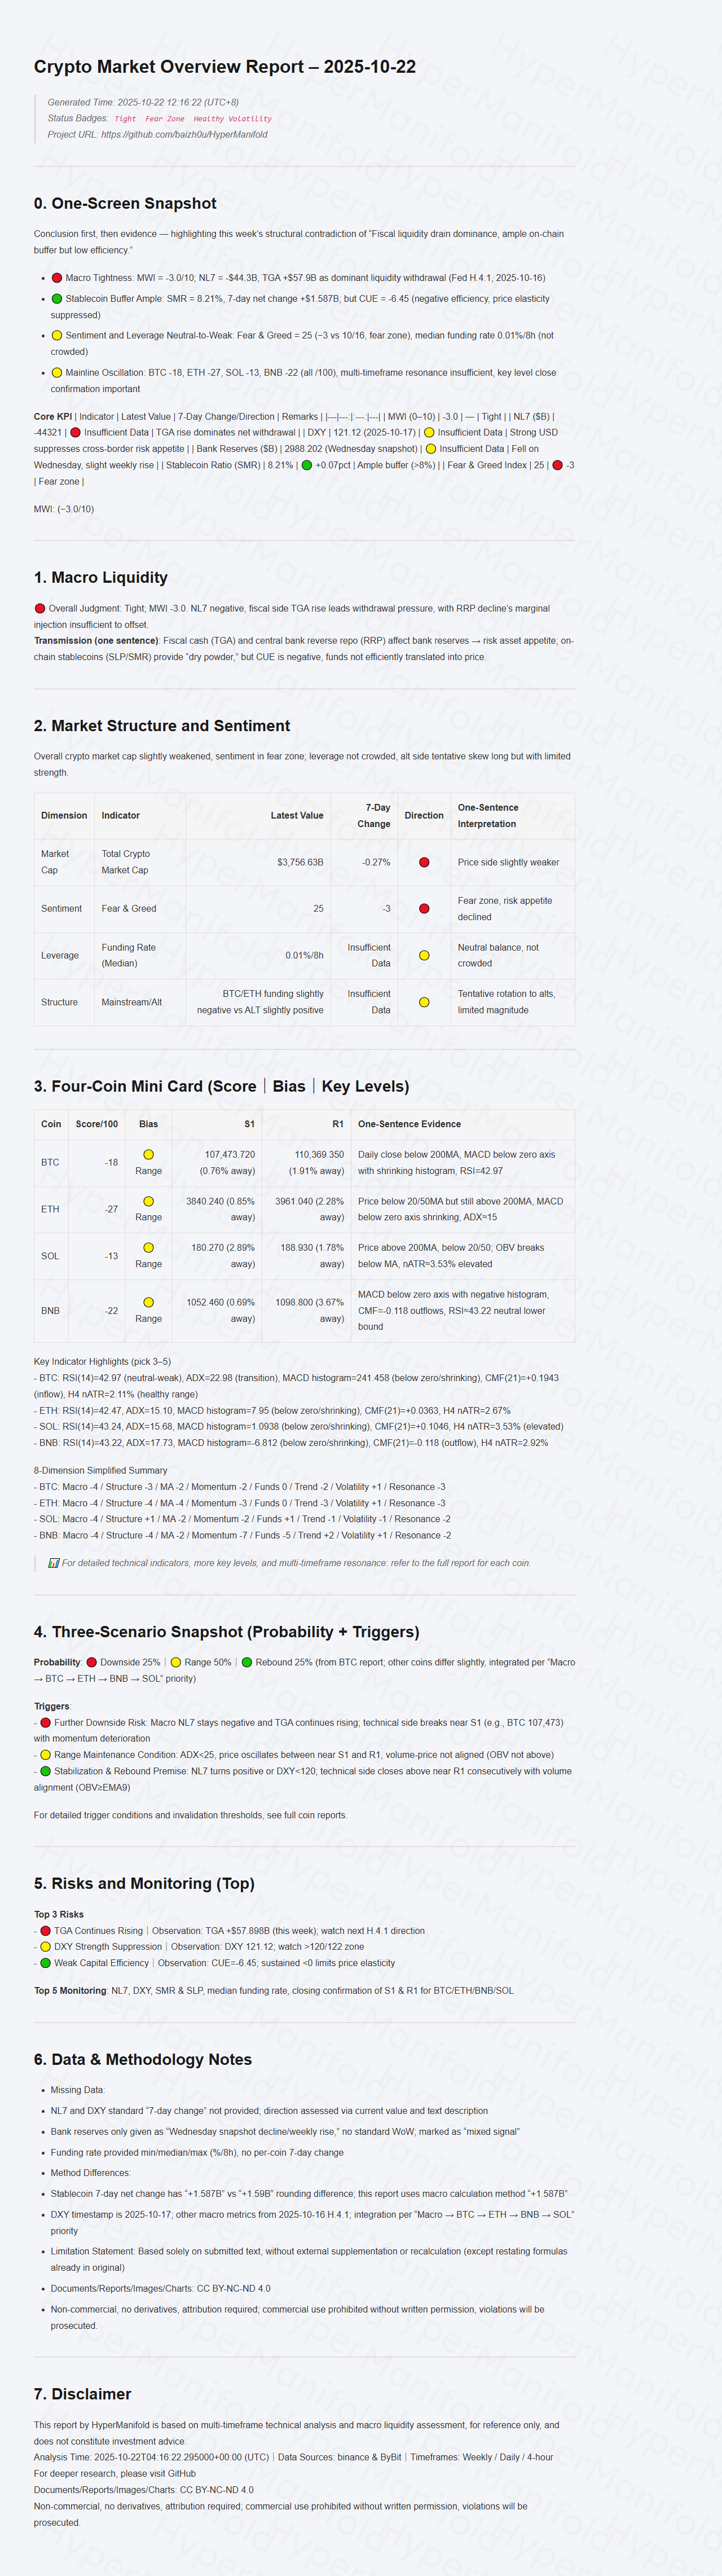 Crypto Market Overview Report – 2025-10-22
Generated Time: 2025-10-22 12:16:22 (UTC+8)
Status Badges: Tight Fear Zone Healthy Volatility
Project URL: https://github.com/baizh0u/HyperManifold
0. One-Screen Snapshot
Conclusion first, then evidence — highlighting this week's structural contradiction of “Fiscal liquidity drain dominance, ample on-chain
buffer but low efficiency.”
• 🔴 Macro Tightness: MWI = -3.0/10; NL7 = -$44.3B, TGA +$57.9B as dominant liquidity withdrawal (Fed H.4.1, 2025-10-16)
• 🟢 Stablecoin Buffer Ample: SMR = 8.21%, 7-day net change +$1.587B; but CUE = -6.45 (negative efficiency, price elasticity
suppressed)
• 🟡 Sentiment and Leverage Neutral-to-Weak: Fear & Greed = 25 (−3 vs 10/16, fear zone), median funding rate 0.01%/8h (not
crowded)
• 🟡 Mainline Oscillation: BTC -18, ETH -27, SOL -13, BNB -22 (all /100), multi-timeframe resonance insufficient, key level close
confirmation important
Core KPI | Indicator | Latest Value | 7-Day Change/Direction | Remarks | |---|---:|:---:|---| | MWI (0–10) | -3.0 | — | Tight | | NL7 ($B) |
-44321 | 🔴 Insufficient Data | TGA rise dominates net withdrawal | | DXY | 121.12 (2025-10-17) | 🟡 Insufficient Data | Strong USD
suppresses cross-border risk appetite | | Bank Reserves ($B) | 2988.202 (Wednesday snapshot) | 🟡 Insufficient Data | Fell on
Wednesday, slight weekly rise | | Stablecoin Ratio (SMR) | 8.21% | 🟢 +0.07pct | Ample buffer (>8%) | | Fear & Greed Index | 25 | 🔴 -3
| Fear zone |
MWI: (−3.0/10)
1. Macro Liquidity
🔴 Overall Judgment: Tight; MWI -3.0. NL7 negative, fiscal side TGA rise leads withdrawal pressure, with RRP decline's marginal
injection insufficient to offset.
Transmission (one sentence): Fiscal cash (TGA) and central bank reverse repo (RRP) affect bank reserves → risk asset appetite; on-
chain stablecoins (SLP/SMR) provide “dry powder,” but CUE is negative, funds not efficiently translated into price.
2. Market Structure and Sentiment
Overall crypto market cap slightly weakened, sentiment in fear zone; leverage not crowded, alt side tentative skew long but with limited
strength.
Dimension Indicator Latest Value 7-Day Change Direction One-Sentence Interpretation
Market Cap Total Crypto Market Cap $3,756.63B -0.27% 🔴 Price side slightly weaker
Sentiment Fear & Greed 25 -3 🔴 Fear zone, risk appetite declined
Leverage Funding Rate (Median) 0.01%/8h Insufficient Data 🟡 Neutral balance, not crowded
Structure Mainstream/Alt BTC/ETH funding slightly negative vs ALT slightly positive Insufficient Data 🟡 Tentative rotation to alts, limited magnitude
3. Four-Coin Mini Card (Score｜Bias｜Key Levels)
Coin Score/100 Bias S1 R1 One-Sentence Evidence
BTC -18 🟡 Range 107,473.720 (0.76% away) 110,369.350 (1.91% away) Daily close below 200MA, MACD below zero axis with shrinking histogram, RSI=42.97
ETH -27 🟡 Range 3840.240 (0.85% away) 3961.040 (2.28% away) Price below 20/50MA but still above 200MA, MACD below zero axis shrinking, ADX≈15
SOL -13 🟡 Range 180.270 (2.89% away) 188.930 (1.78% away) Price above 200MA, below 20/50; OBV breaks below MA, nATR≈3.53% elevated
BNB -22 🟡 Range 1052.460 (0.69% away) 1098.800 (3.67% away) MACD below zero axis with negative histogram, CMF=-0.118 outflows, RSI≈43.22 neutral lower bound
Key Indicator Highlights (pick 3–5)
- BTC: RSI(14)=42.97 (neutral-weak), ADX=22.98 (transition), MACD histogram=241.458 (below zero/shrinking), CMF(21)=+0.1943
(inflow), H4 nATR=2.11% (healthy range)
- ETH: RSI(14)=42.47, ADX=15.10, MACD histogram=7.95 (below zero/shrinking), CMF(21)=+0.0363, H4 nATR=2.67%
- SOL: RSI(14)=43.24, ADX=15.68, MACD histogram=1.0938 (below zero/shrinking), CMF(21)=+0.1046, H4 nATR=3.53% (elevated)
- BNB: RSI(14)=43.22, ADX=17.73, MACD histogram=-6.812 (below zero/shrinking), CMF(21)=-0.118 (outflow), H4 nATR=2.92%
8-Dimension Simplified Summary
- BTC: Macro -4 / Structure -3 / MA -2 / Momentum -2 / Funds 0 / Trend -2 / Volatility +1 / Resonance -3
- ETH: Macro -4 / Structure -4 / MA -4 / Momentum -3 / Funds 0 / Trend -3 / Volatility +1 / Resonance -3
- SOL: Macro -4 / Structure +1 / MA -2 / Momentum -2 / Funds +1 / Trend -1 / Volatility -1 / Resonance -2
- BNB: Macro -4 / Structure -4 / MA -2 / Momentum -7 / Funds -5 / Trend +2 / Volatility +1 / Resonance -2
📊 For detailed technical indicators, more key levels, and multi-timeframe resonance: refer to the full report for each coin.
4. Three-Scenario Snapshot (Probability + Triggers)
Probability: 🔴 Downside 25%｜🟡 Range 50%｜🟢 Rebound 25% (from BTC report; other coins differ slightly, integrated per “Macro
→ BTC → ETH → BNB → SOL” priority)
Triggers:
- 🔴 Further Downside Risk: Macro NL7 stays negative and TGA continues rising; technical side breaks near S1 (e.g., BTC 107,473)
with momentum deterioration
- 🟡 Range Maintenance Condition: ADX<25, price oscillates between near S1 and R1, volume-price not aligned (OBV not above)
- 🟢 Stabilization & Rebound Premise: NL7 turns positive or DXY<120; technical side closes above near R1 consecutively with volume
alignment (OBV≥EMA9)
For detailed trigger conditions and invalidation thresholds, see full coin reports.
5. Risks and Monitoring (Top)
Top 3 Risks
- 🔴 TGA Continues Rising｜Observation: TGA +$57.898B (this week); watch next H.4.1 direction
- 🟡 DXY Strength Suppression｜Observation: DXY 121.12; watch >120/122 zone
- 🟢 Weak Capital Efficiency｜Observation: CUE=-6.45; sustained <0 limits price elasticity
Top 5 Monitoring: NL7, DXY, SMR & SLP, median funding rate, closing confirmation of S1 & R1 for BTC/ETH/BNB/SOL
6. Data & Methodology Notes
• Missing Data:
• NL7 and DXY standard “7-day change” not provided; direction assessed via current value and text description
• Bank reserves only given as “Wednesday snapshot decline/weekly rise,” no standard WoW; marked as “mixed signal”
• Funding rate provided min/median/max (%/8h), no per-coin 7-day change
• Method Differences:
• Stablecoin 7-day net change has “+1.587B” vs “+1.59B” rounding difference; this report uses macro calculation method “+1.587B”
• DXY timestamp is 2025-10-17; other macro metrics from 2025-10-16 H.4.1; integration per “Macro → BTC → ETH → BNB → SOL”
priority
• Limitation Statement: Based solely on submitted text, without external supplementation or recalculation (except restating formulas
already in original)
• Documents/Reports/Images/Charts: CC BY-NC-ND 4.0
• Non-commercial, no derivatives, attribution required; commercial use prohibited without written permission, violations will be
prosecuted.
7. Disclaimer
This report by HyperManifold is based on multi-timeframe technical analysis and macro liquidity assessment, for reference only, and
does not constitute investment advice.
Analysis Time: 2025-10-22T04:16:22.295000+00:00 (UTC)｜Data Sources: binance & ByBit｜Timeframes: Weekly / Daily / 4-hour
For deeper research, please visit GitHub
Documents/Reports/Images/Charts: CC BY-NC-ND 4.0
Non-commercial, no derivatives, attribution required; commercial use prohibited without written permission, violations will be
prosecuted.
HyperManifold